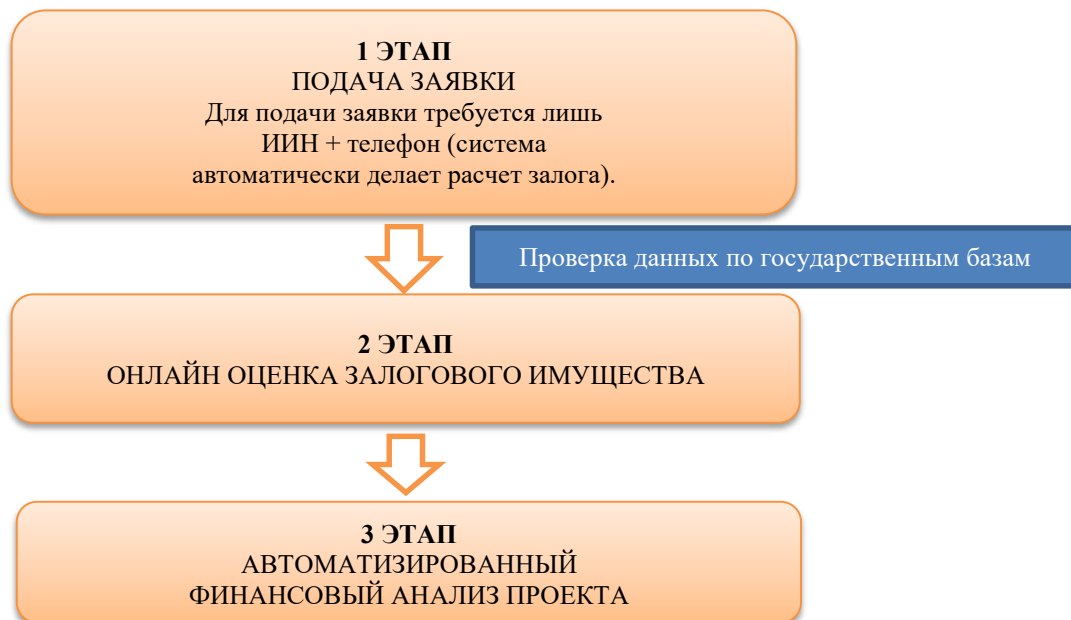 1 ЭТАП
ПОДАЧА ЗАЯВКИ
Для подачи заявки требуется лишь
ИИН + телефон (система
автоматически делает расчет залога).
Проверка данных по государственным базам
2 ЭТАП
ОНЛАЙН ОЦЕНКА ЗАЛОГОВОГО ИМУЩЕСТВА
3 ЭТАП
АВТОМАТИЗИРОВАННЫЙ
ФИНАНСОВЫЙ АНАЛИЗ ПРОЕКТА